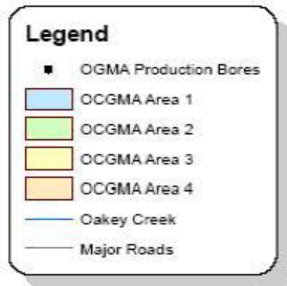 Legend
OGMA Production Bores
OCGMA Area 1
OCGMA Area 2
OCGMA Area 3
OCGMA Area 4
Oakey Creek
Major Roads